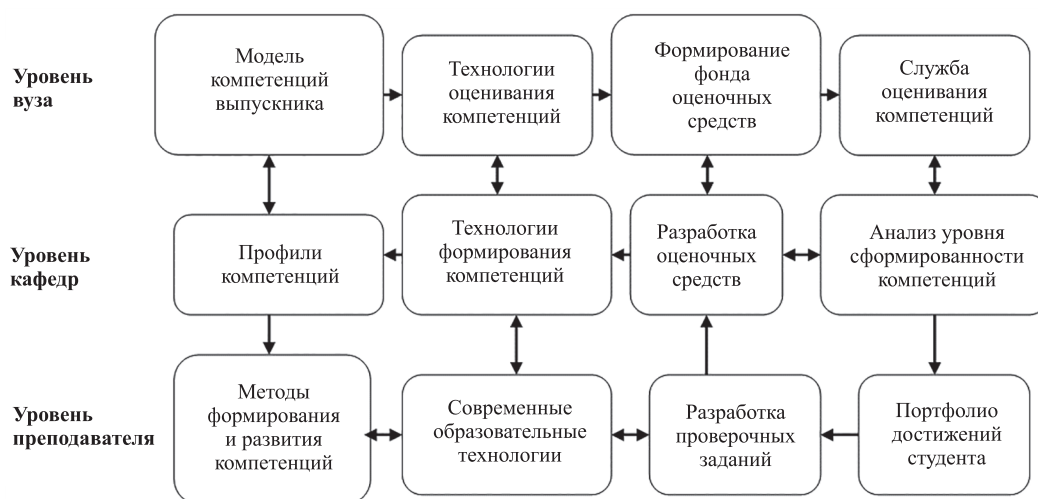 Уровень
вуза
Модель
компетенций
выпускника
Технологии
оценивания
компетенций
Формирование
фонда
оценочных
средств
Служба
оценивания
компетенций
Уровень
кафедр
Профили
компетенций
Технологии
формирования
компетенций
Разработка
оценочных
средств
Анализ уровня
сформированности
компетенций
Уровень
преподавателя
Методы
формирования
и развития
компетенций
Современные
образовательные
технологии
Разработка
проверочных
заданий
Портфолио
достижений
студента